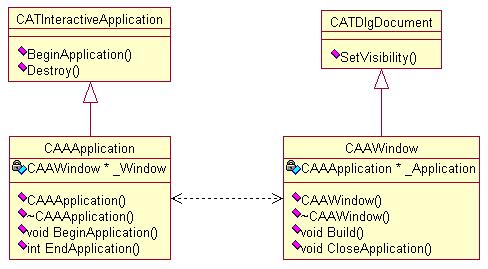 CATInteractiveApplication
BeginApplication()
Destroy()
CATDlgDocument
SetVisibility()
CAAApplication
CAAWindow * _Window
CAAApplication()
~CAAApplication()
void BeginApplication()
int EndApplication()
CAAWindow
CAAApplication * _Application
CAAWindow()
~CAAWindow()
void Build()
void CloseApplication()